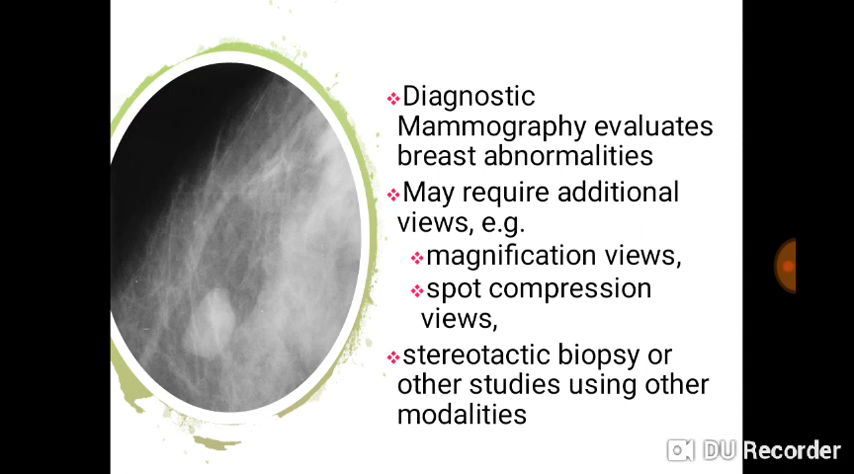 Diagnostic
Mammography evaluates
breast abnormalities
May require additional
views, e.g.
magnification views,
spot compression
views,
stereotactic biopsy or
other studies using other
modalities
DU Recorder